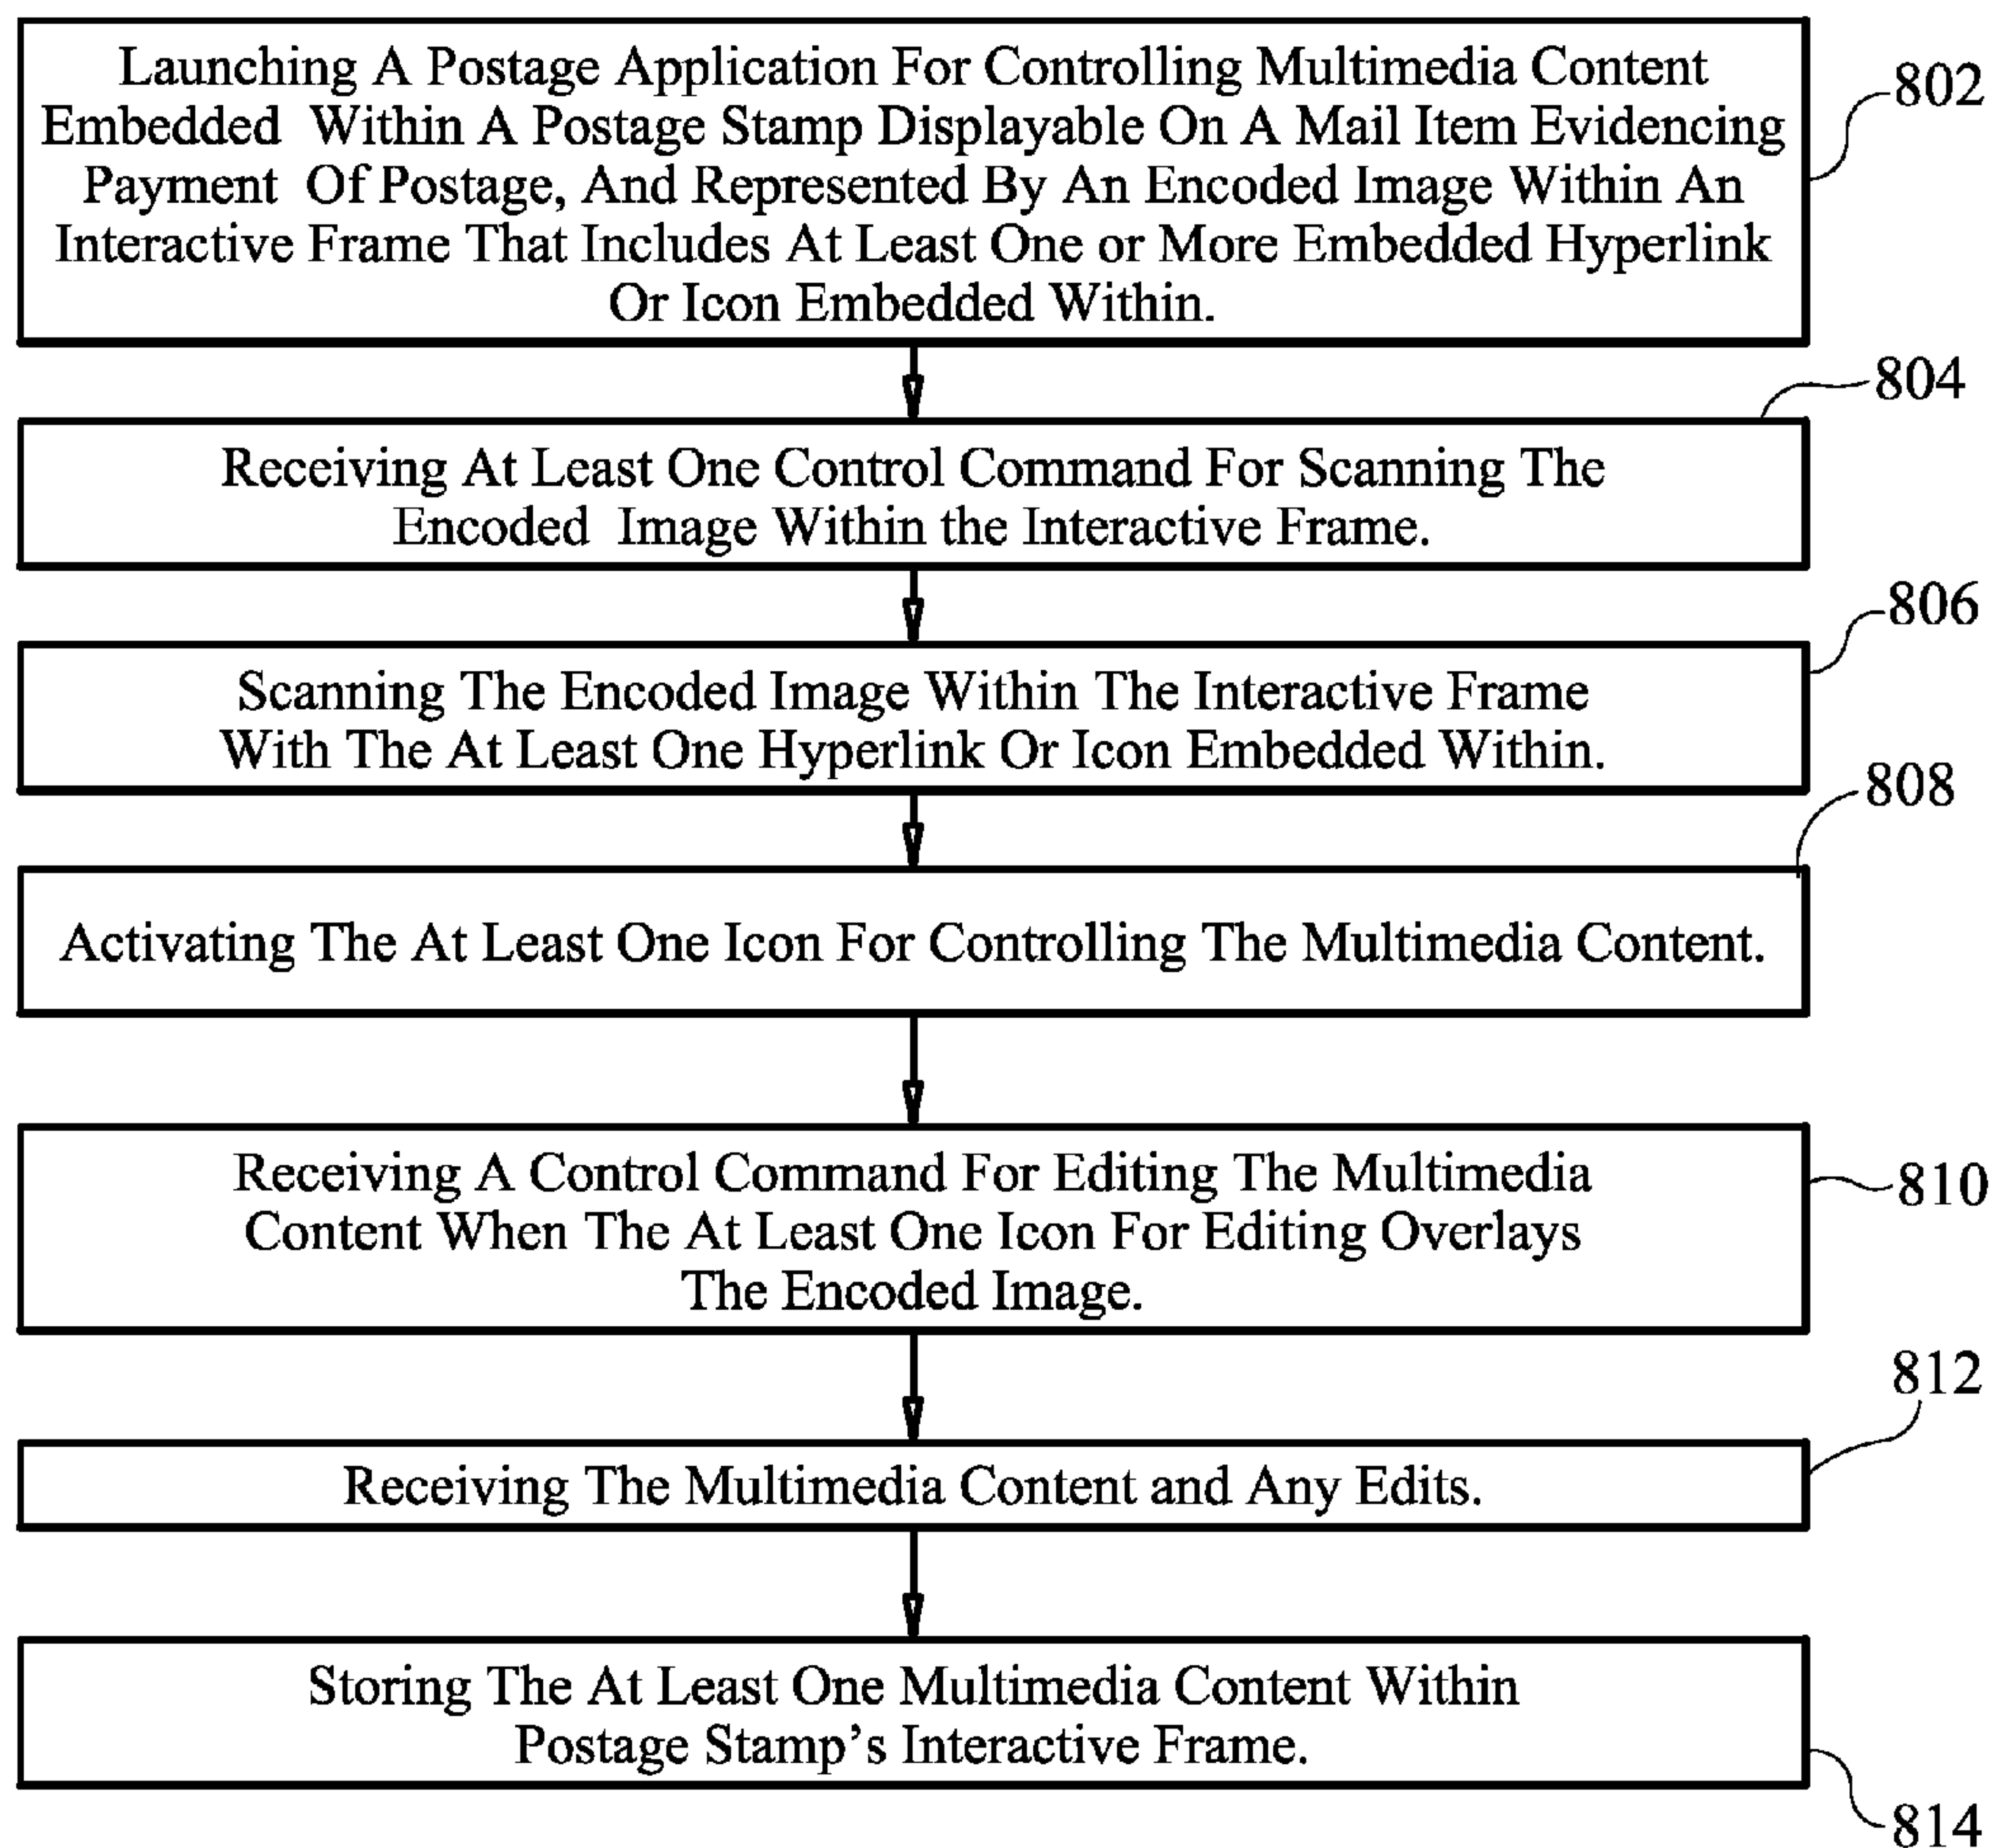 Launching A Postage Application For Controlling Multimedia Content
Embedded Within A Postage Stamp Displayable On A Mail Item Evidencing
Payment Of Postage, And Represented By An Encoded Image Within An
Interactive Frame That Includes At Least One or More Embedded Hyperlink
Or Icon Embedded Within.
802
804
Receiving At Least One Control Command For Scanning The
Encoded Image Within the Interactive Frame.
806
Scanning The Encoded Image Within The Interactive Frame
With The At Least One Hyperlink Or Icon Embedded Within.
808
Activating The At Least One Icon For Controlling The Multimedia Content.
Receiving A Control Command For Editing The Multimedia
Content When The At Least One Icon For Editing Overlays
The Encoded Image.
810
812
Receiving The Multimedia Content and Any Edits.
Storing The At Least One Multimedia Content Within
Postage Stamp’s Interactive Frame.
814